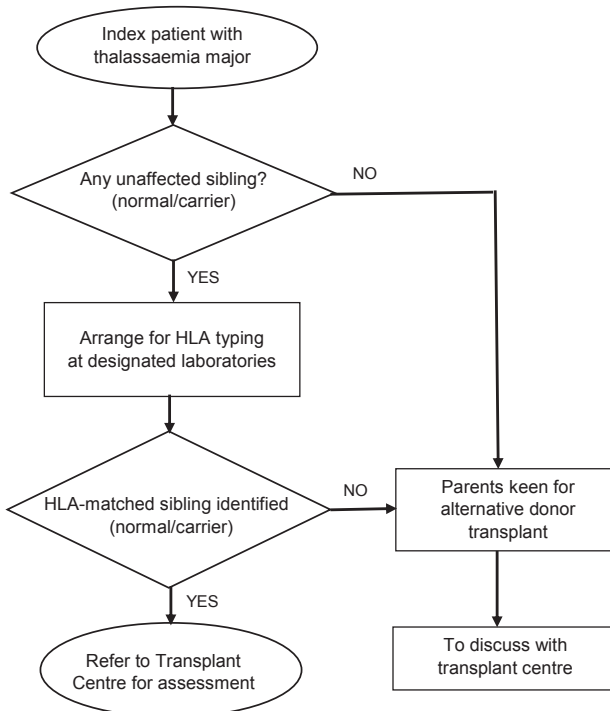 Index patient with
thalassaemia major
Any unaffected sibling?
(normal/carrier)
NO
YES
Arrange for HLA typing
at designated laboratories
HLA-matched sibling identified
(normal/carrier)
NO
Parents keen for
alternative donor
transplant
YES
Refer to Transplant
Centre for assessment
To discuss with
transplant centre